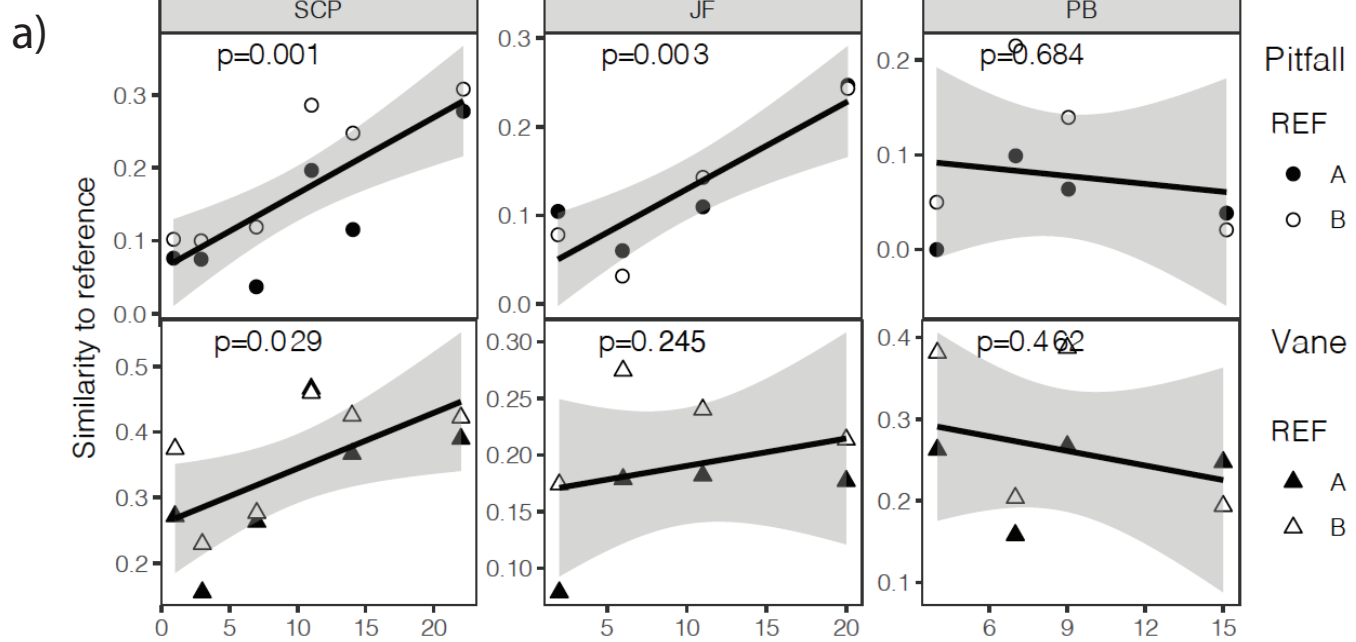 a)
SCP JF PB
p=0.001 p=0.003 p=0.684
0.3
0.2
0.1
0.0
0.3
0.2
0.1
0.0
0.2
0.1
0.0
Similarity to reference
p=0.029 p=0.245 p=0.462
0.5
0.4
0.3
0.2
0.30
0.25
0.20
0.15
0.10
0.4
0.3
0.2
0.1
0 5 10 15 20
0 5 10 15 20
6 9 12 15
Pitfall
REF
A
B
Vane
REF
A
B